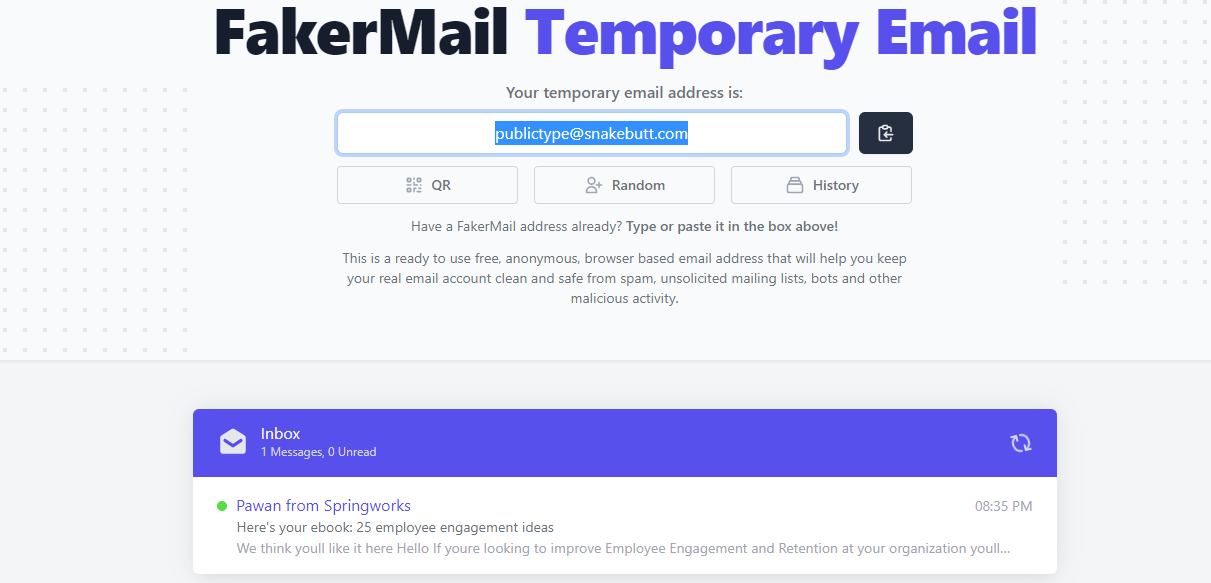 FakerMail Temporary Email
Your temporary email address is:
publictype@snakebutt.com
QR
Random
History
Have a FakerMail address already? Type or paste it in the box above!
This is a ready to use free, anonymous, browser based email address that will help you keep
your real email account clean and safe from spam, unsolicited mailing lists, bots and other
malicious activity.
Inbox
1 Messages, 0 Unread
Pawan from Springworks
08:35 PM
Here's your ebook: 25 employee engagement ideas
We think youll like it here Hello If youre looking to improve Employee Engagement and Retention at your organization youll...